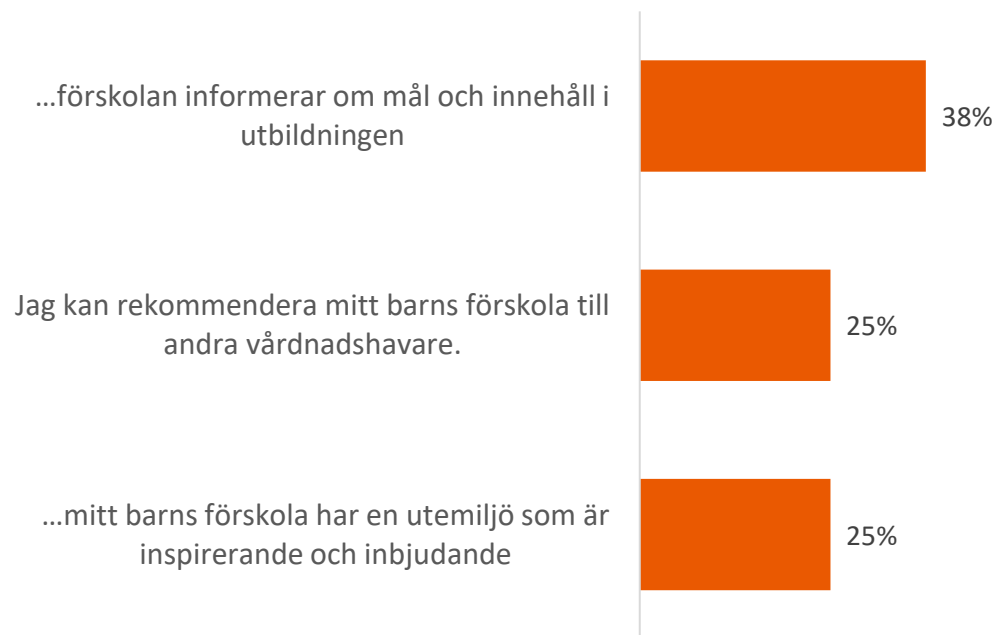 …förskolan informerar om mål och innehåll i
utbildningen
38%
Jag kan rekommendera mitt barns förskola till
andra vårdnadshavare.
25%
…mitt barns förskola har en utemiljö som är
inspirerande och inbjudande
25%